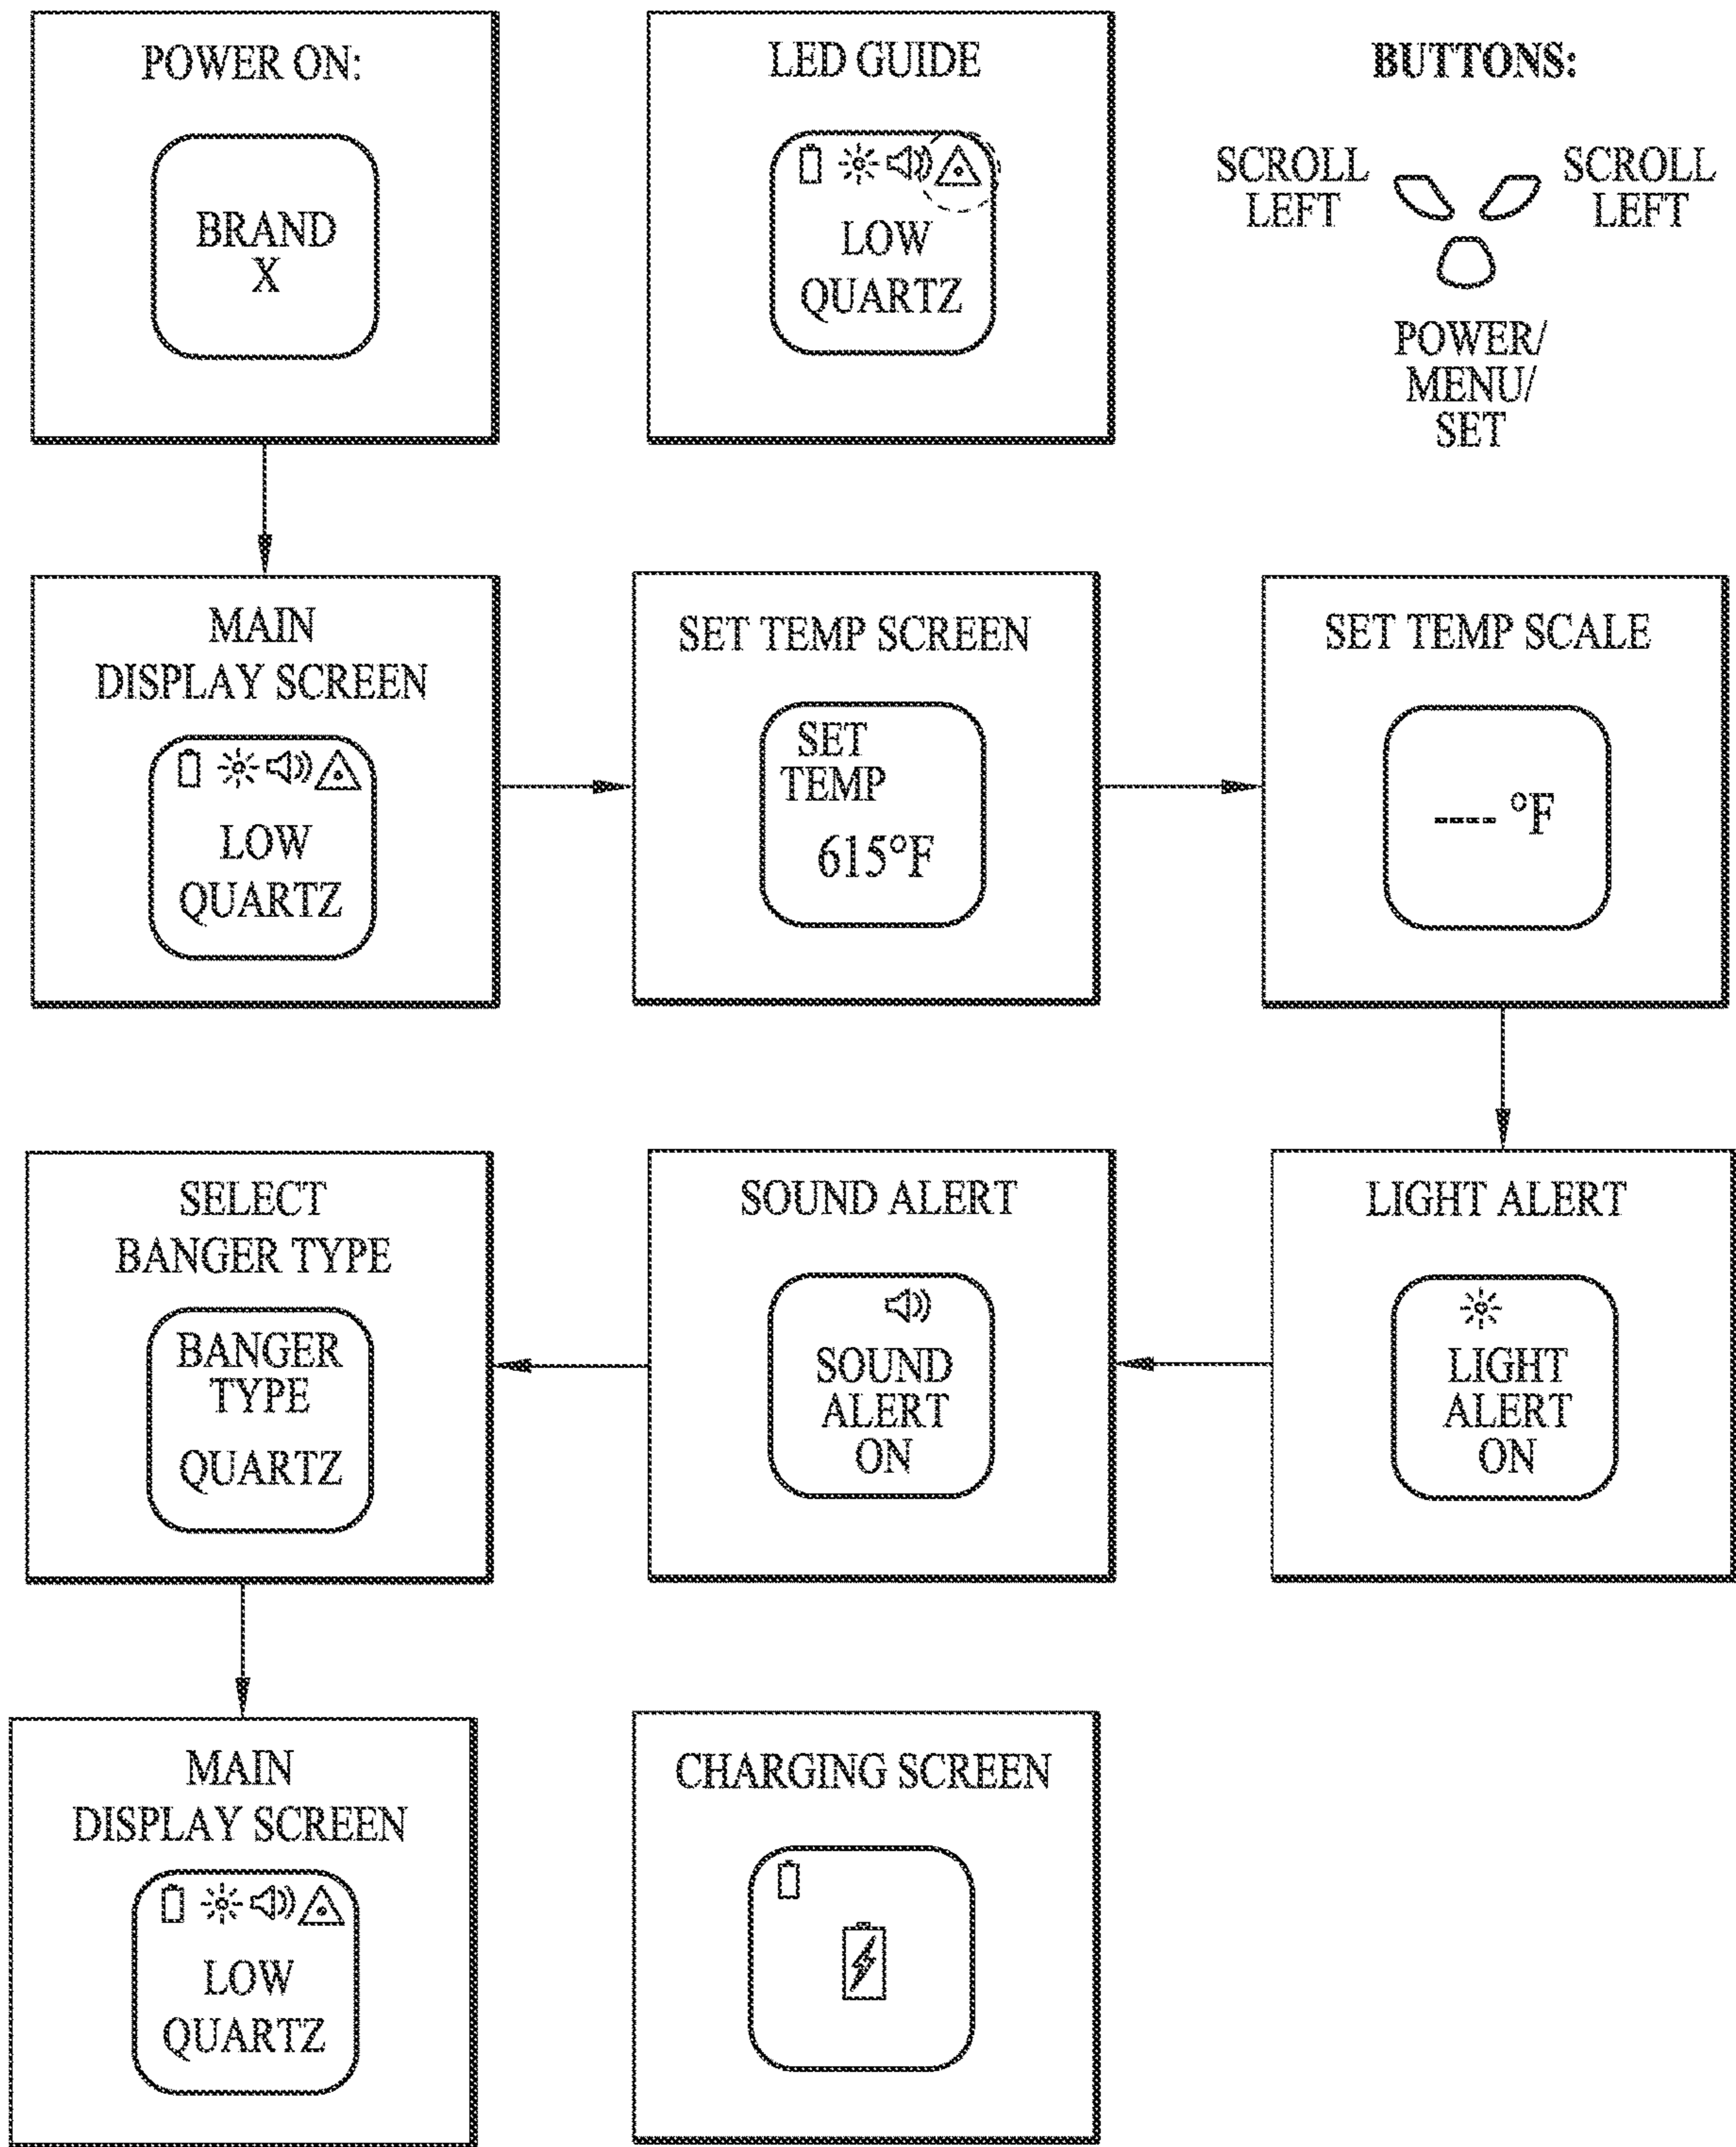 POWER ON:
BRAND
X
LED GUIDE
LOW
QUARTZ
BUTTONS:
SCROLL
LEFT
SCROLL
LEFT
POWER/
MENU/
SET
MAIN
DISPLAY SCREEN
LOW
QUARTZ
SET TEMP SCREEN
SET
TEMP
615°F
SET TEMP SCALE
---- °F
SELECT
BANGER TYPE
BANGER
TYPE
QUARTZ
SOUND ALERT
SOUND
ALERT
ON
LIGHT ALERT
LIGHT
ALERT
ON
MAIN
DISPLAY SCREEN
LOW
QUARTZ
CHARGING SCREEN